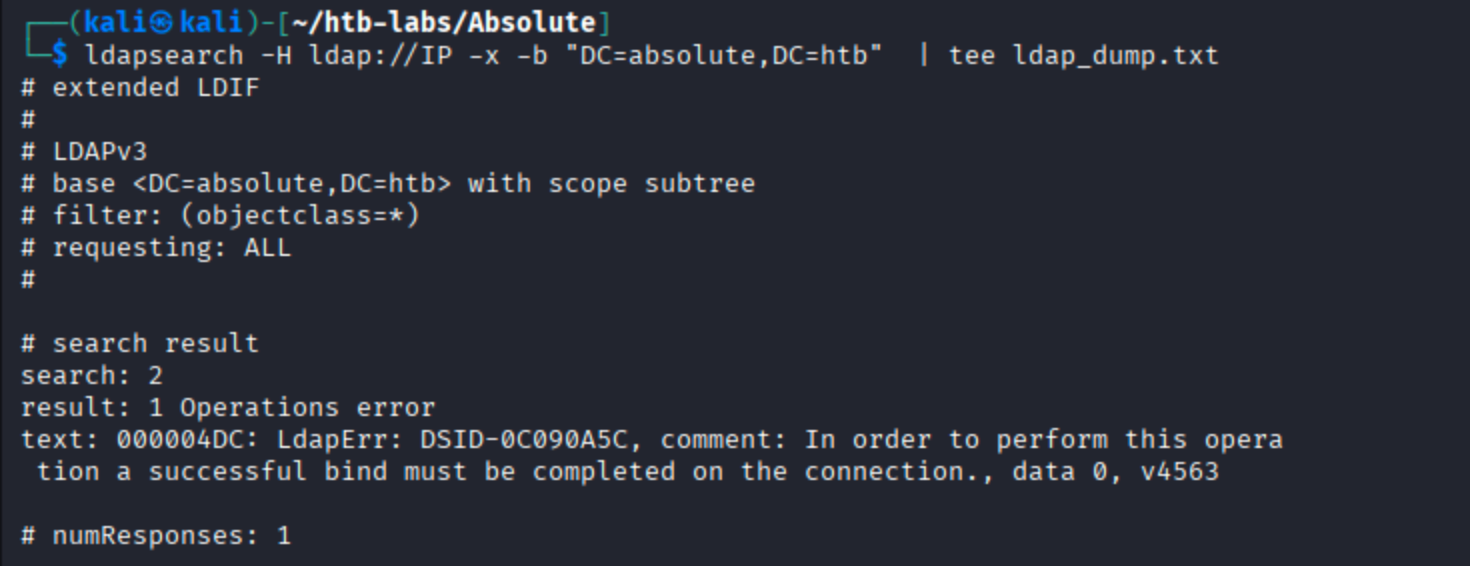 ┌──(kali㉿kali)-[~/htb-labs/Absolute]
└─$ ldapsearch -H ldap://IP -x -b "DC=absolute,DC=htb"  | tee ldap_dump.txt
# extended LDIF
#
# LDAPv3
# base <DC=absolute,DC=htb> with scope subtree
# filter: (objectclass=*)
# requesting: ALL
#

# search result
search: 2
result: 1 Operations error
text: 000004DC: LdapErr: DSID-0C090A5C, comment: In order to perform this opera
 tion a successful bind must be completed on the connection., data 0, v4563

# numResponses: 1